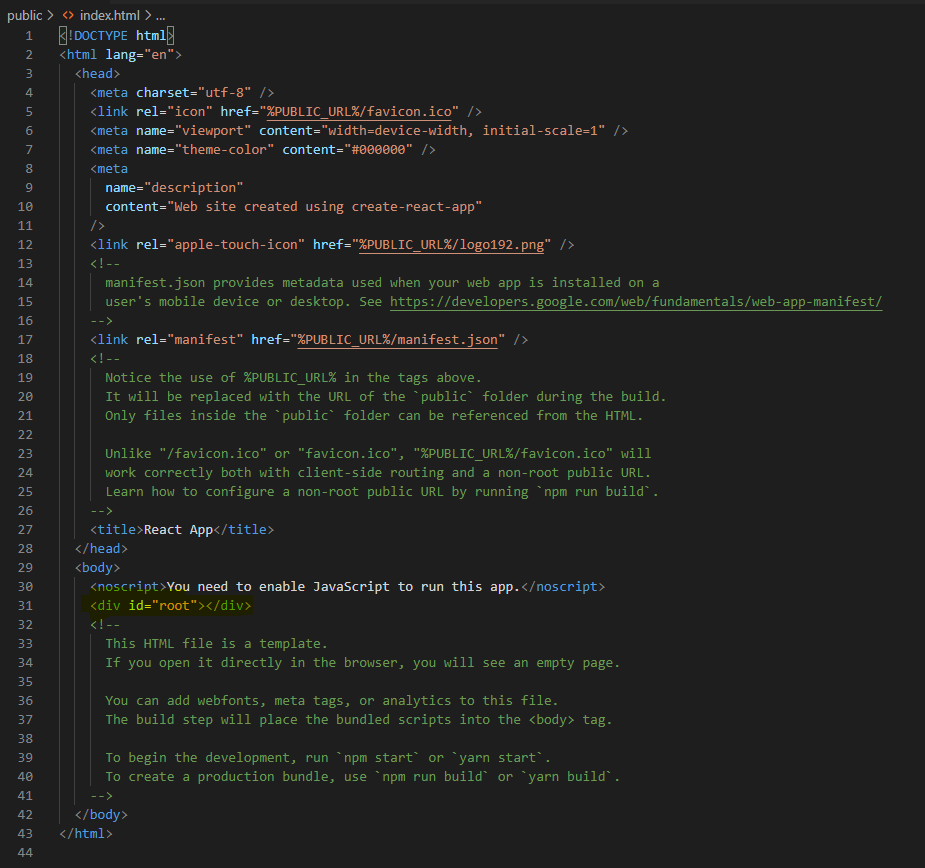 public > <> index.html > ...
1 <!DOCTYPE html>
2 <html lang="en">
3 <head>
4 <meta charset="utf-8" />
5 <link rel="icon" href="%PUBLIC_URL%/favicon.ico" />
6 <meta name="viewport" content="width=device-width, initial-scale=1" />
7 <meta name="theme-color" content="#000000" />
8 <meta
9 name="description"
10 content="Web site created using create-react-app"
11 />
12 <link rel="apple-touch-icon" href="%PUBLIC_URL%/logo192.png" />
13 <!--
14 manifest.json provides metadata used when your web app is installed on a
15 user's mobile device or desktop. See https://developers.google.com/web/fundamentals/web-app-manifest/
16 -->
17 <link rel="manifest" href="%PUBLIC_URL%/manifest.json" />
18 <!--
19 Notice the use of %PUBLIC_URL% in the tags above.
20 It will be replaced with the URL of the `public` folder during the build.
21 Only files inside the `public` folder can be referenced from the HTML.
22
23 Unlike "/favicon.ico" or "favicon.ico", "%PUBLIC_URL%/favicon.ico" will
24 work correctly both with client-side routing and a non-root public URL.
25 Learn how to configure a non-root public URL by running `npm run build`.
26 -->
27 <title>React App</title>
28 </head>
29 <body>
30 <noscript>You need to enable JavaScript to run this app.</noscript>
31 <div id="root"></div>
32 <!--
33 This HTML file is a template.
34 If you open it directly in the browser, you will see an empty page.
35
36 You can add webfonts, meta tags, or analytics to this file.
37 The build step will place the bundled scripts into the <body> tag.
38
39 To begin the development, run `npm start` or `yarn start`.
40 To create a production bundle, use `npm run build` or `yarn build`.
41 -->
42 </body>
43 </html>
44